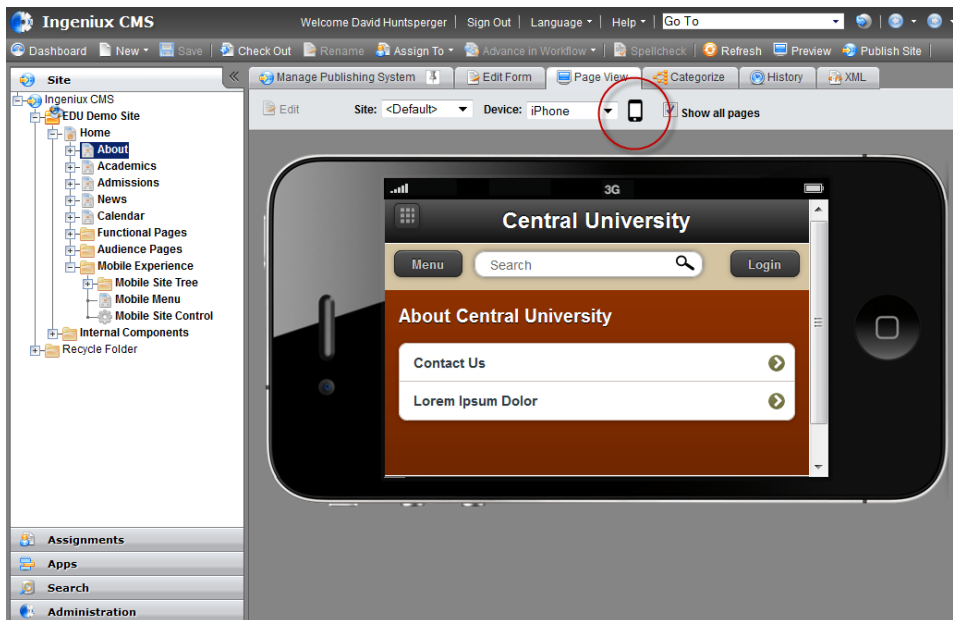 Ingeniux CMS Welcome David Huntsperger | Sign Out | Language | Help | Go To
Dashboard New Save | Check Out Rename Assign To Advance in Workflow | Spellcheck | Refresh Preview Publish Site |
Site Manage Publishing System Edit Form Page View Categorize History XML
Edit Site: <Default> Device: iPhone Show all pages
Ingeniux CMS
EDU Demo Site
Home
About
Academics
Admissions
News
Calendar
Functional Pages
Audience Pages
Mobile Experience
Mobile Site Tree
Mobile Menu
Mobile Site Control
Internal Components
Recycle Folder
3G
Central University
Menu Search Login
About Central University
Contact Us
Lorem Ipsum Dolor
Assignments
Apps
Search
Administration